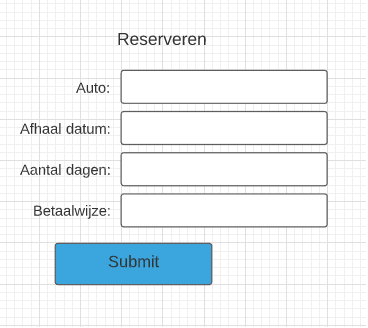 Reserveren
Auto:
Afhaal datum:
Aantal dagen:
Betaalwijze:
Submit